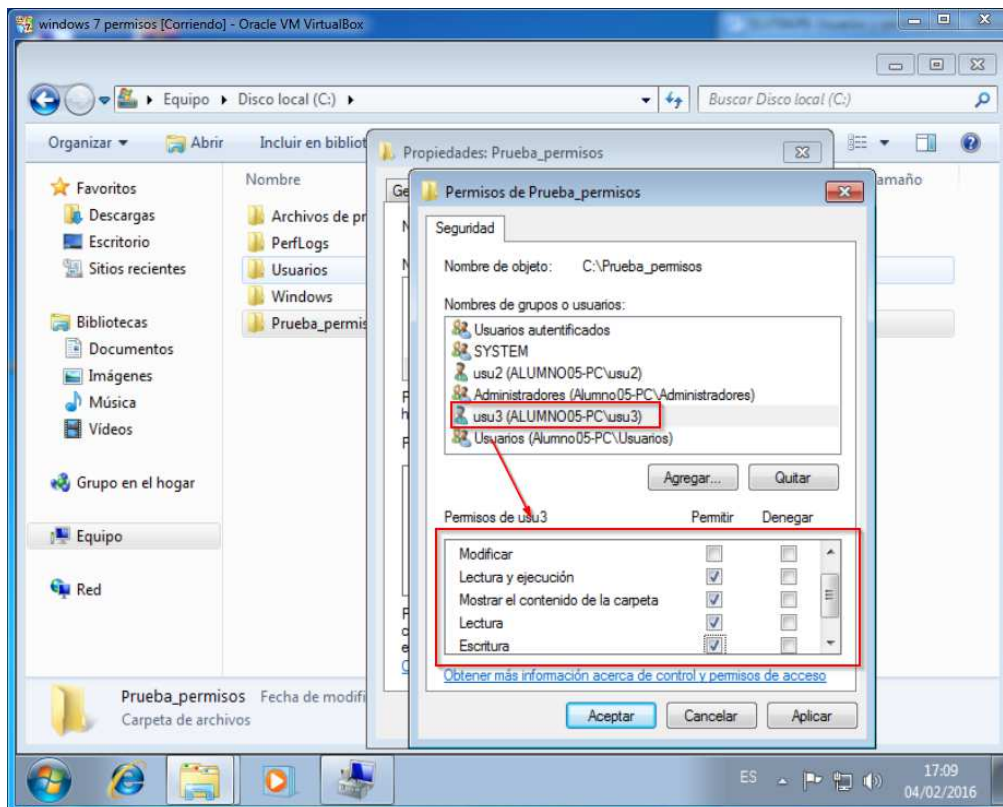 windows 7 permisos [Corriendo] - Oracle VM VirtualBox
Equipo Disco local (C:)
Buscar Disco local (C:)
Organizar Abrir Incluir en bibliot
Propiedades: Prueba_permisos
Ge
Favoritos
Descargas
Escritorio
Sitios recientes
Bibliotecas
Documentos
Imágenes
Música
Vídeos
Grupo en el hogar
Equipo
Red
Nombre
amaño
Archivos de pr
PerfLogs
Usuarios
Windows
Prueba_permis
Permisos de Prueba_permisos
Seguridad
Nombre de objeto: C:\Prueba_permisos
Nombres de grupos o usuarios:
Usuarios autentificados
SYSTEM
usu2 (ALUMNO05-PC\usu2)
Administradores (Alumno05-PC\Administradores)
usu3 (ALUMNO05-PC\usu3)
Usuarios (Alumno05-PC\Usuarios)
Agregar... Quitar
Permisos de usu3 Permitir Denegar
Modificar
Lectura y ejecución
Mostrar el contenido de la carpeta
Lectura
Escritura
Obtener más información acerca de control y permisos de acceso
Aceptar Cancelar Aplicar
Prueba_permisos Fecha de modifi
Carpeta de archivos
ES
17:09
04/02/2016